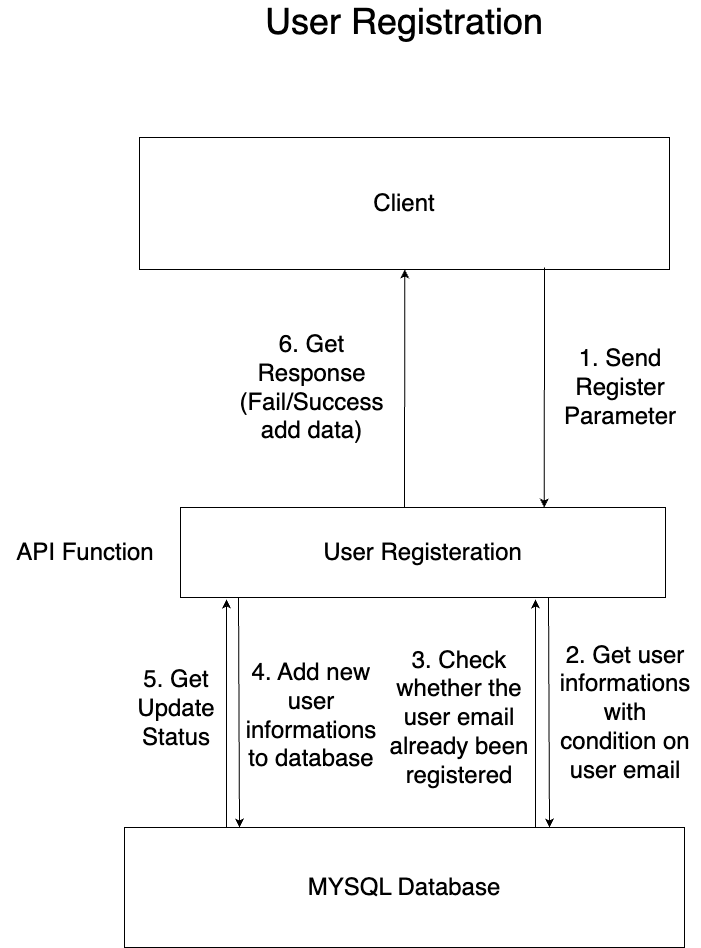 User Registration
Client
6. Get
Response
(Fail/Success
add data)
1. Send
Register
Parameter
API Function
User Registeration
5. Get
Update
Status
4. Add new
user
informations
to database
3. Check
whether the
user email
already been
registered
2. Get user
informations
with
condition on
user email
MYSQL Database